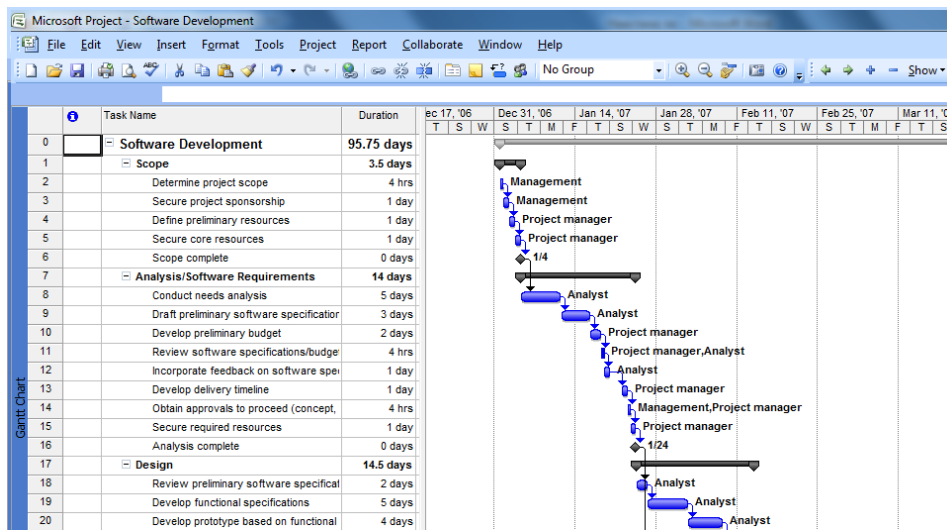 Microsoft Project - Software Development
File Edit View Insert Format Tools Project Report Collaborate Window Help
No Group Show
Task Name Duration ec 17, '06 Dec 31, '06 Jan 14, '07 Jan 28, '07 Feb 11, '07 Feb 25, '07 Mar 11, '0
T S W S T M F T S W S T M F T S W S T M F T S
0 Software Development 95.75 days
1 Scope 3.5 days
2 Determine project scope 4 hrs Management
3 Secure project sponsorship 1 day Management
4 Define preliminary resources 1 day Project manager
5 Secure core resources 1 day Project manager
6 Scope complete 0 days 1/4
7 Analysis/Software Requirements 14 days
8 Conduct needs analysis 5 days Analyst
9 Draft preliminary software specification 3 days Analyst
10 Develop preliminary budget 2 days Project manager
11 Review software specifications/budget 4 hrs Project manager,Analyst
12 Incorporate feedback on software spe 1 day Analyst
13 Develop delivery timeline 1 day Project manager
14 Obtain approvals to proceed (concept, 4 hrs Management,Project manager
15 Secure required resources 1 day Project manager
16 Analysis complete 0 days 1/24
17 Design 14.5 days
18 Review preliminary software specificat 2 days Analyst
19 Develop functional specifications 5 days Analyst
20 Develop prototype based on functional 4 days Analyst
Gantt Chart